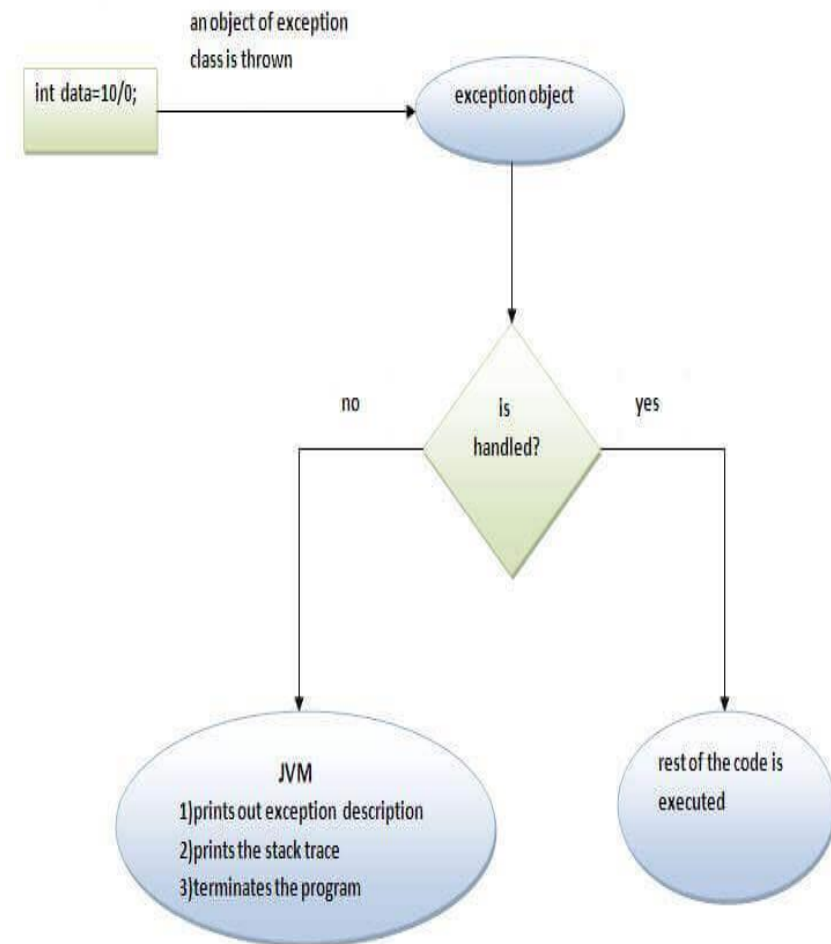 an object of exception
class is thrown
int data=10/0;
exception object
is
handled?
no
yes
JVM
1)prints out exception description
2)prints the stack trace
3)terminates the program
rest of the code is
executed